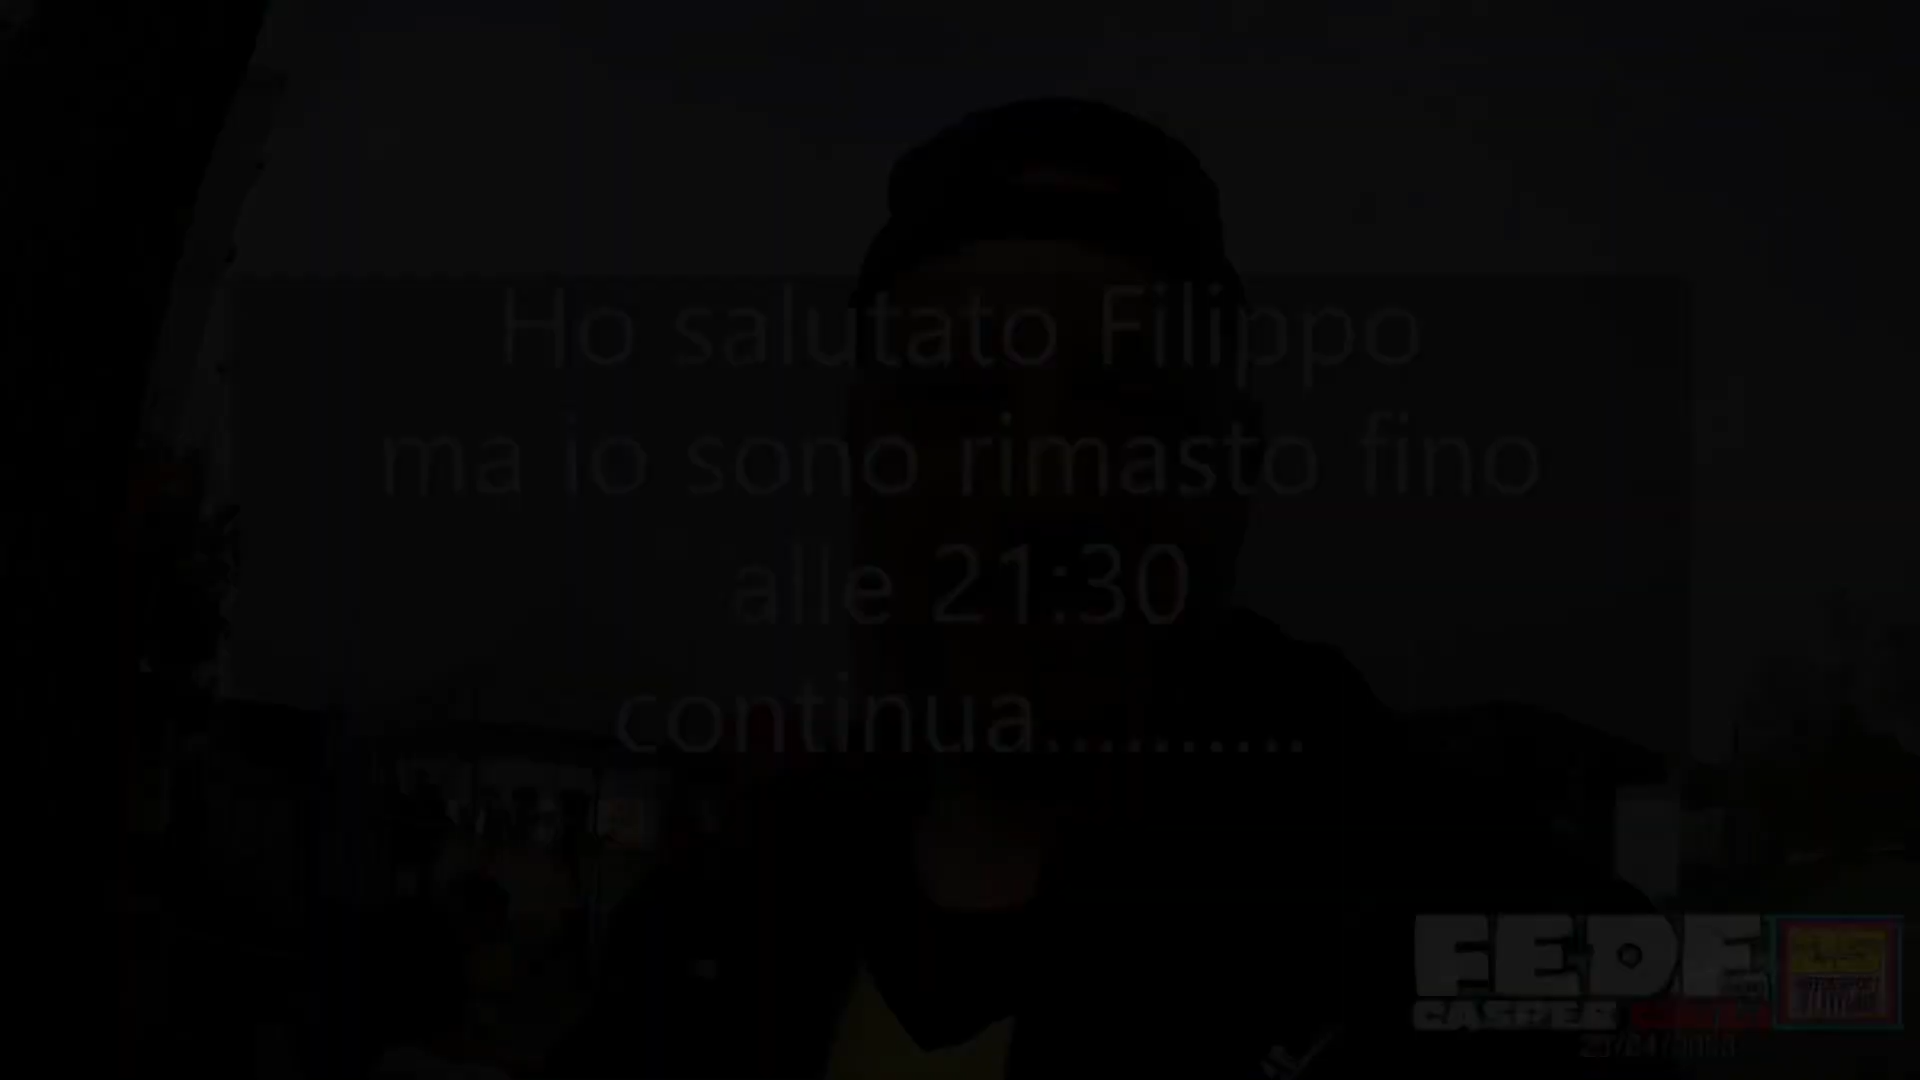 Ho salutato Filippo
ma io sono rimasto fino
alle 21:30
continua..........
FEDE
CASPER